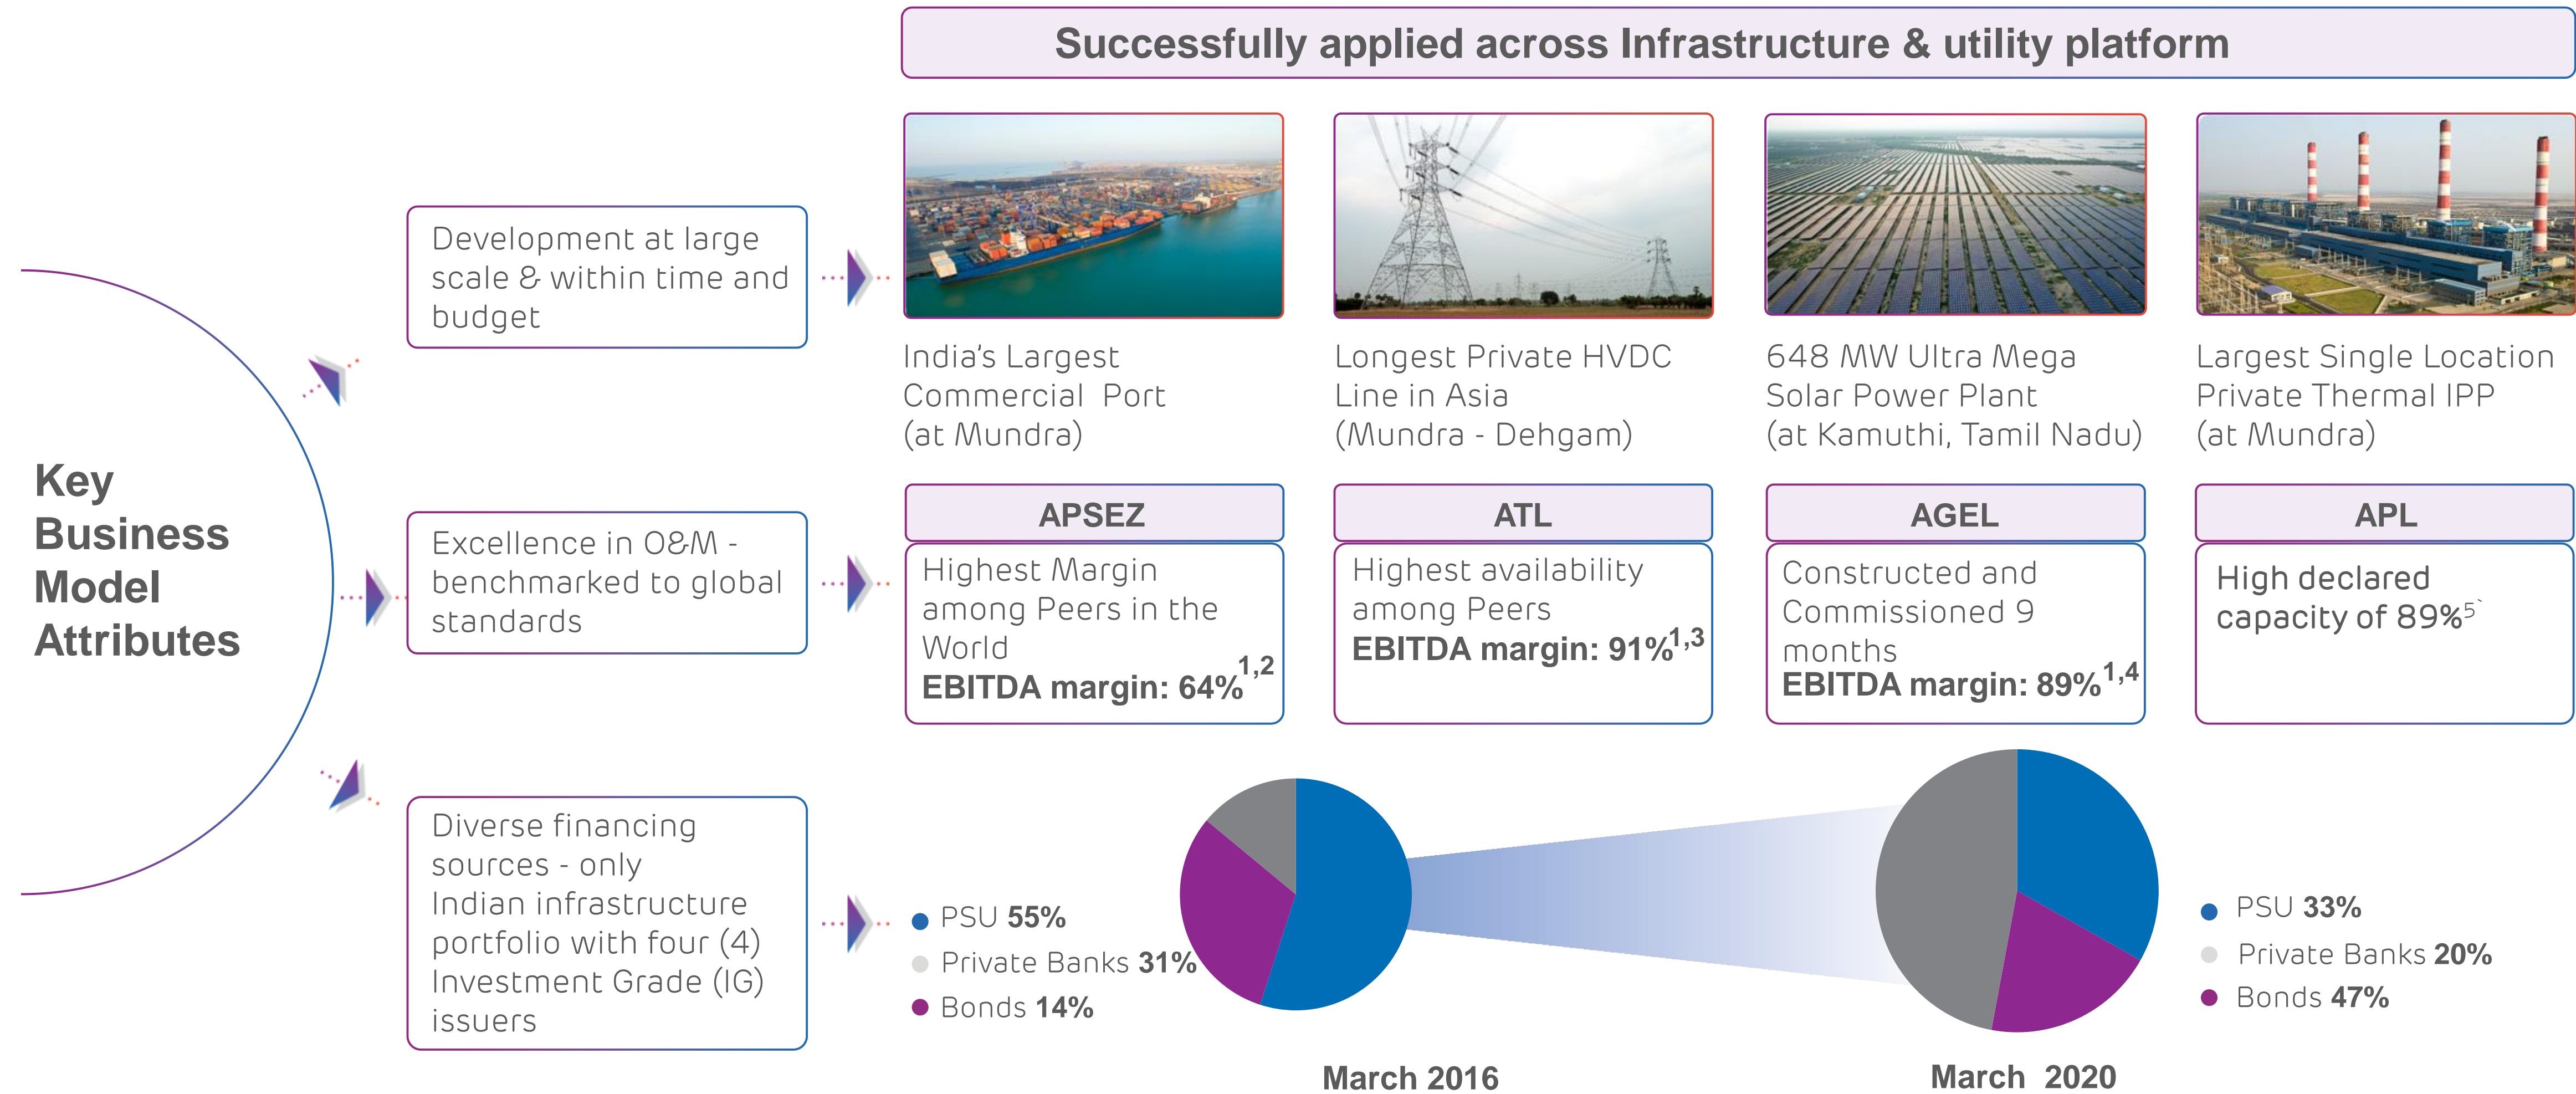 Successfully applied across Infrastructure & utility platform
Key
Business
Model
Attributes
Development at large
scale & within time and
budget
India's Largest
Commercial Port
(at Mundra)
Longest Private HVDC
Line in Asia
(Mundra - Dehgam)
648 MW Ultra Mega
Solar Power Plant
(at Kamuthi, Tamil Nadu)
Largest Single Location
Private Thermal IPP
(at Mundra)
Excellence in O&M -
benchmarked to global
standards
APSEZ
Highest Margin
among Peers in the
World
EBITDA margin: 64%1,2
ATL
Highest availability
among Peers
EBITDA margin: 91%1,3
AGEL
Constructed and
Commissioned 9
months
EBITDA margin: 89%1,4
APL
High declared
capacity of 89%5`
Diverse financing
sources - only
Indian infrastructure
portfolio with four (4)
Investment Grade (IG)
issuers
PSU 55%
Private Banks 31%
Bonds 14%
March 2016
PSU 33%
Private Banks 20%
Bonds 47%
March 2020